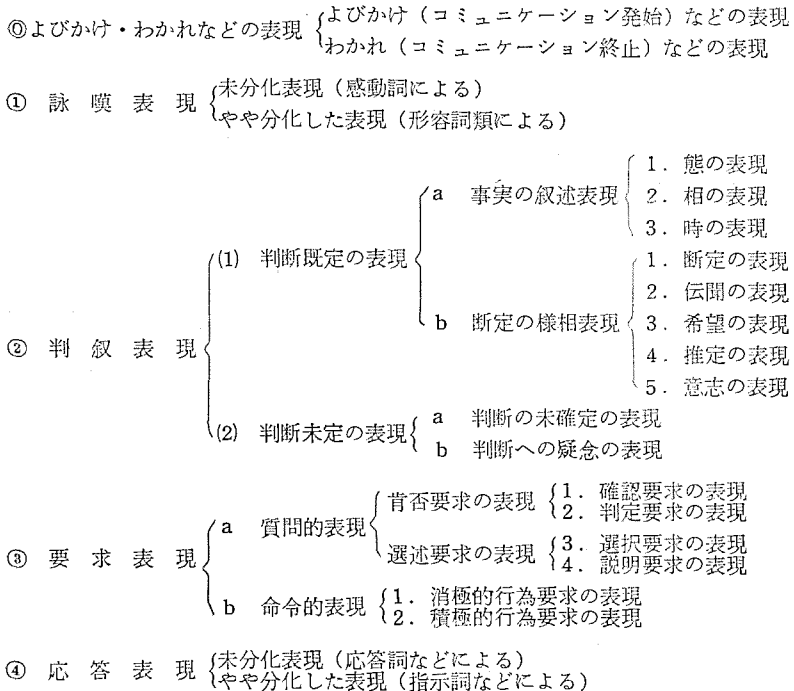 ⓪よびかけ・わかれなどの表現
よびかけ（コミュニケーション発始）などの表現
わかれ（コミュニケーション終止）などの表現
① 詠嘆表現
未分化表現（感動詞による）
やや分化した表現（形容詞類による）
② 判叙表現
(1) 判断既定の表現
a 事実の叙述表現
1. 態の表現
2. 相の表現
3. 時の表現
b 断定の様相表現
1. 断定の表現
2. 伝聞の表現
3. 希望の表現
4. 推定の表現
5. 意志の表現
(2) 判断未定の表現
a 判断の未確定の表現
b 判断への疑念の表現
③ 要求表現
a 質問的表現
肯否要求の表現
1. 確認要求の表現
2. 判定要求の表現
選述要求の表現
3. 選択要求の表現
4. 説明要求の表現
b 命令的表現
1. 消極的行為要求の表現
2. 積極的行為要求の表現
④ 応答表現
未分化表現（応答詞などによる）
やや分化した表現（指示詞などによる）